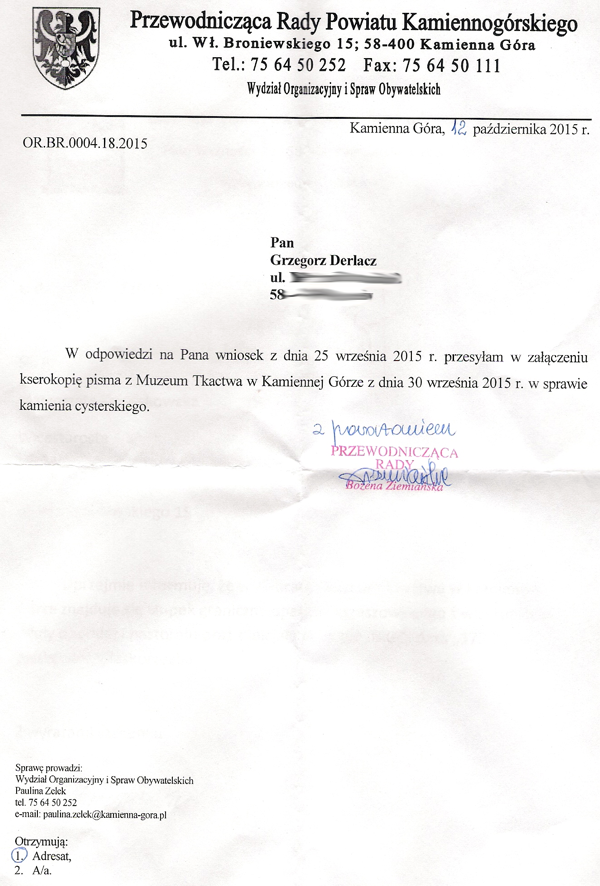 Przewodnicząca Rady Powiatu Kamiennogórskiego
ul. Wł. Broniewskiego 15; 58-400 Kamienna Góra
Tel.: 75 64 50 252 Fax: 75 64 50 111
Wydział Organizacyjny i Spraw Obywatelskich
Kamienna Góra, 12 października 2015 r.
OR.BR.0004.18.2015
Pan
Grzegorz Derlacz
ul.
58
W odpowiedzi na Pana wniosek z dnia 25 września 2015 r. przesyłam w załączeniu
kserokopię pisma z Muzeum Tkactwa w Kamiennej Górze z dnia 30 września 2015 r. w sprawie
kamienia cysterskiego.
z poważaniem
PRZEWODNICZĄCA
RADY
Bożena Ziemiańska
Sprawę prowadzi:
Wydział Organizacyjny i Spraw Obywatelskich
Paulina Zelek
tel. 75 64 50 252
e-mail: paulina.zelek@kamienna-gora.pl
Otrzymują:
1. Adresat,
2. A/a.